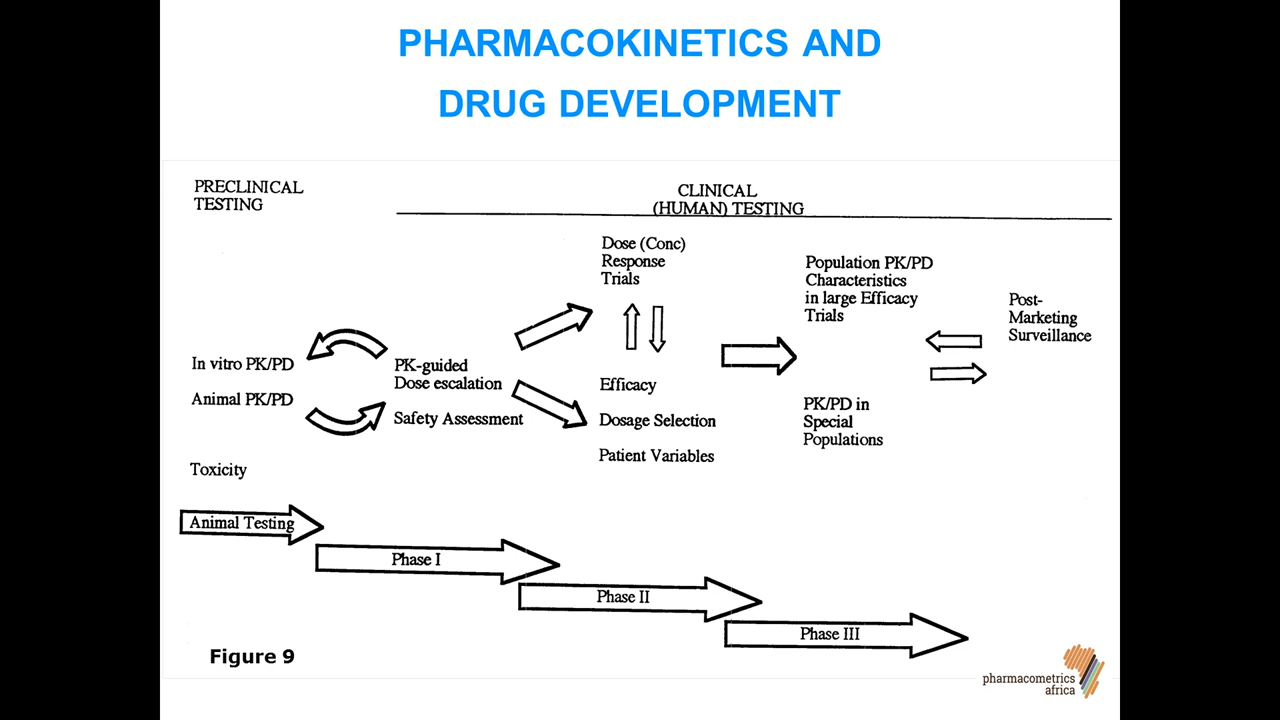 PHARMACOKINETICS AND
DRUG DEVELOPMENT
PRECLINICAL
TESTING
CLINICAL
(HUMAN) TESTING
In vitro PK/PD
Animal PK/PD
Toxicity
PK-guided
Dose escalation
Safety Assessment
Dose (Conc)
Response
Trials
Efficacy
Dosage Selection
Patient Variables
Population PK/PD
Characteristics
in large Efficacy
Trials
PK/PD in
Special
Populations
Post-
Marketing
Surveillance
Animal Testing
Phase I
Phase II
Phase III
Figure 9
pharmacometrics
africa